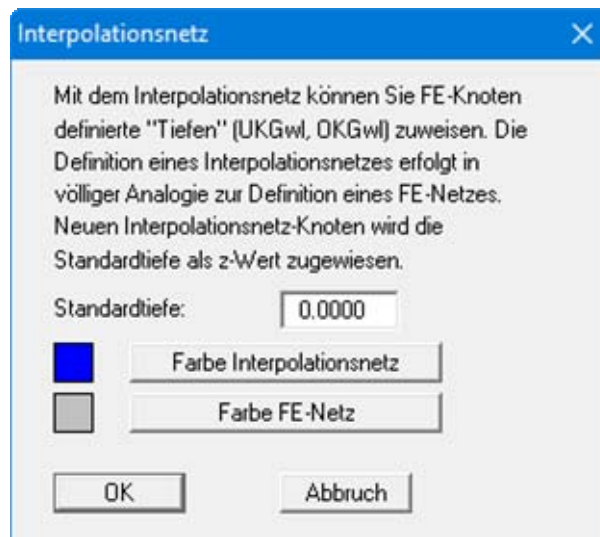 Interpolationsnetz
Mit dem Interpolationsnetz können Sie FE-Knoten
definierte "Tiefen" (UKGwl, OKGwl) zuweisen. Die
Definition eines Interpolationsnetzes erfolgt in
völliger Analogie zur Definition eines FE-Netzes.
Neuen Interpolationsnetz-Knoten wird die
Standardtiefe als z-Wert zugewiesen.
Standardtiefe: 0.0000
Farbe Interpolationsnetz
Farbe FE-Netz
OK Abbruch